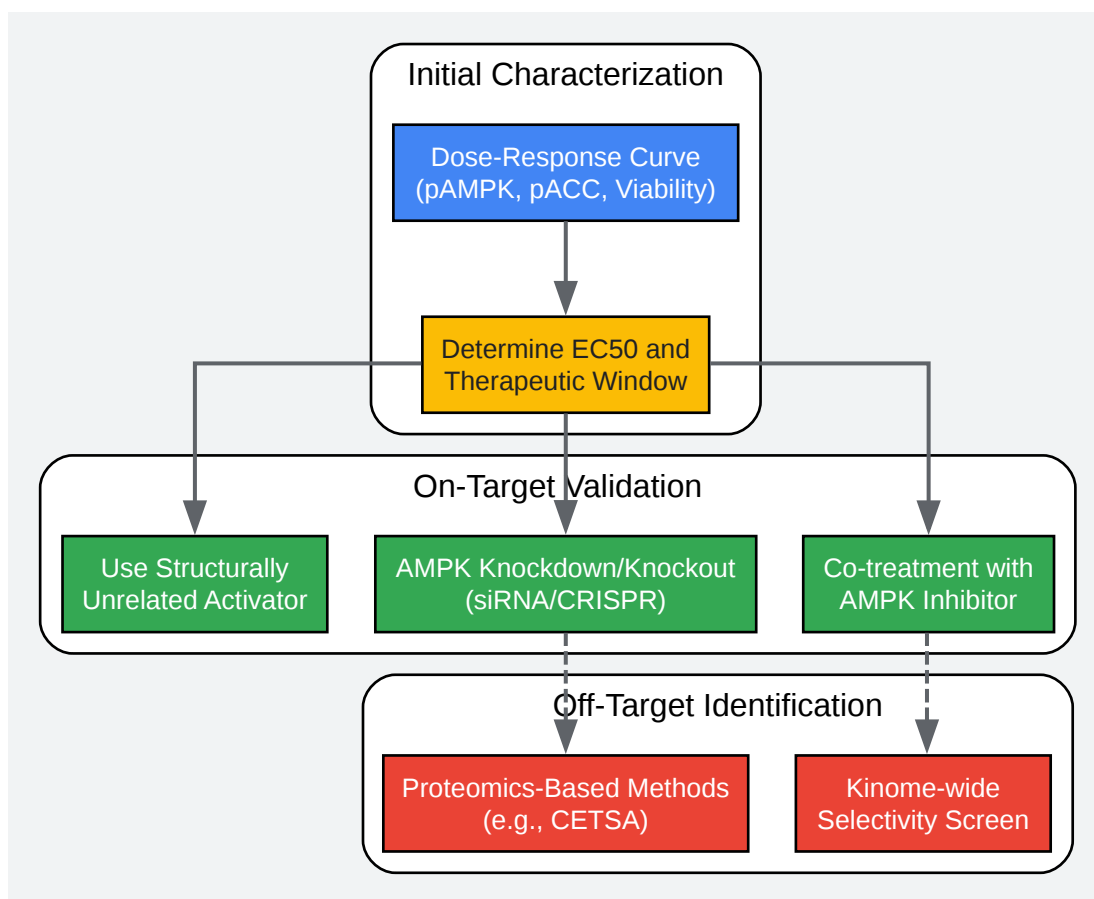 Initial Characterization
Dose-Response Curve
(pAMPK, pACC, Viability)
Determine EC50 and
Therapeutic Window
On-Target Validation
Use Structurally
Unrelated Activator
AMPK Knockdown/Knockout
(siRNA/CRISPR)
Co-treatment with
AMPK Inhibitor
Off-Target Identification
Proteomics-Based Methods
(e.g., CETSA)
Kinome-wide
Selectivity Screen